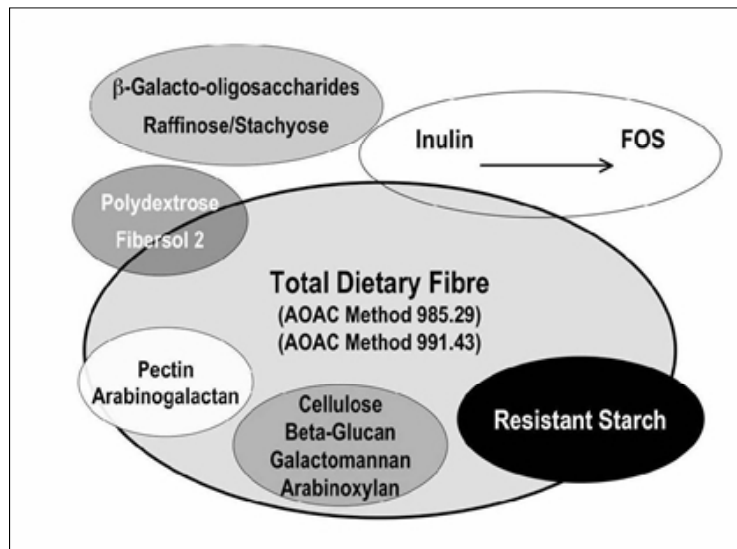 β-Galacto-oligosaccharides
Raffinose/Stachyose
Inulin
FOS
Polydextrose
Fibersol 2
Total Dietary Fibre
(AOAC Method 985.29)
(AOAC Method 991.43)
Pectin
Arabinogalactan
Cellulose
Beta-Glucan
Galactomannan
Arabinoxylan
Resistant Starch